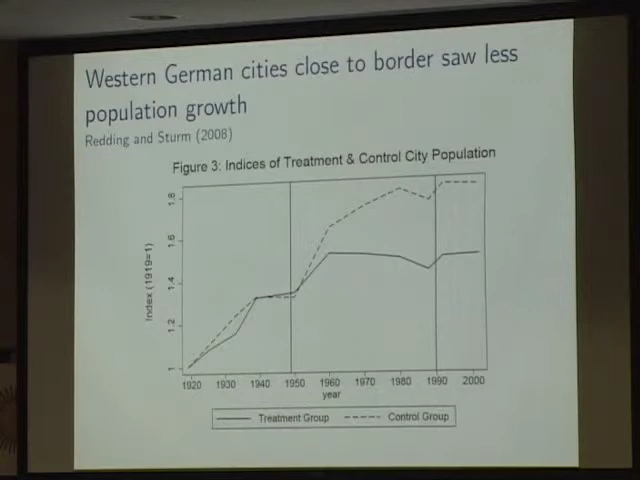 Western German cities close to border saw less
population growth
Redding and Sturm (2008)
Figure 3: Indices of Treatment & Control City Population
Index (1919=1)
1.8
1.6
1.4
1.2
1
1920 1930 1940 1950 1960 1970 1980 1990 2000
year
Treatment Group Control Group